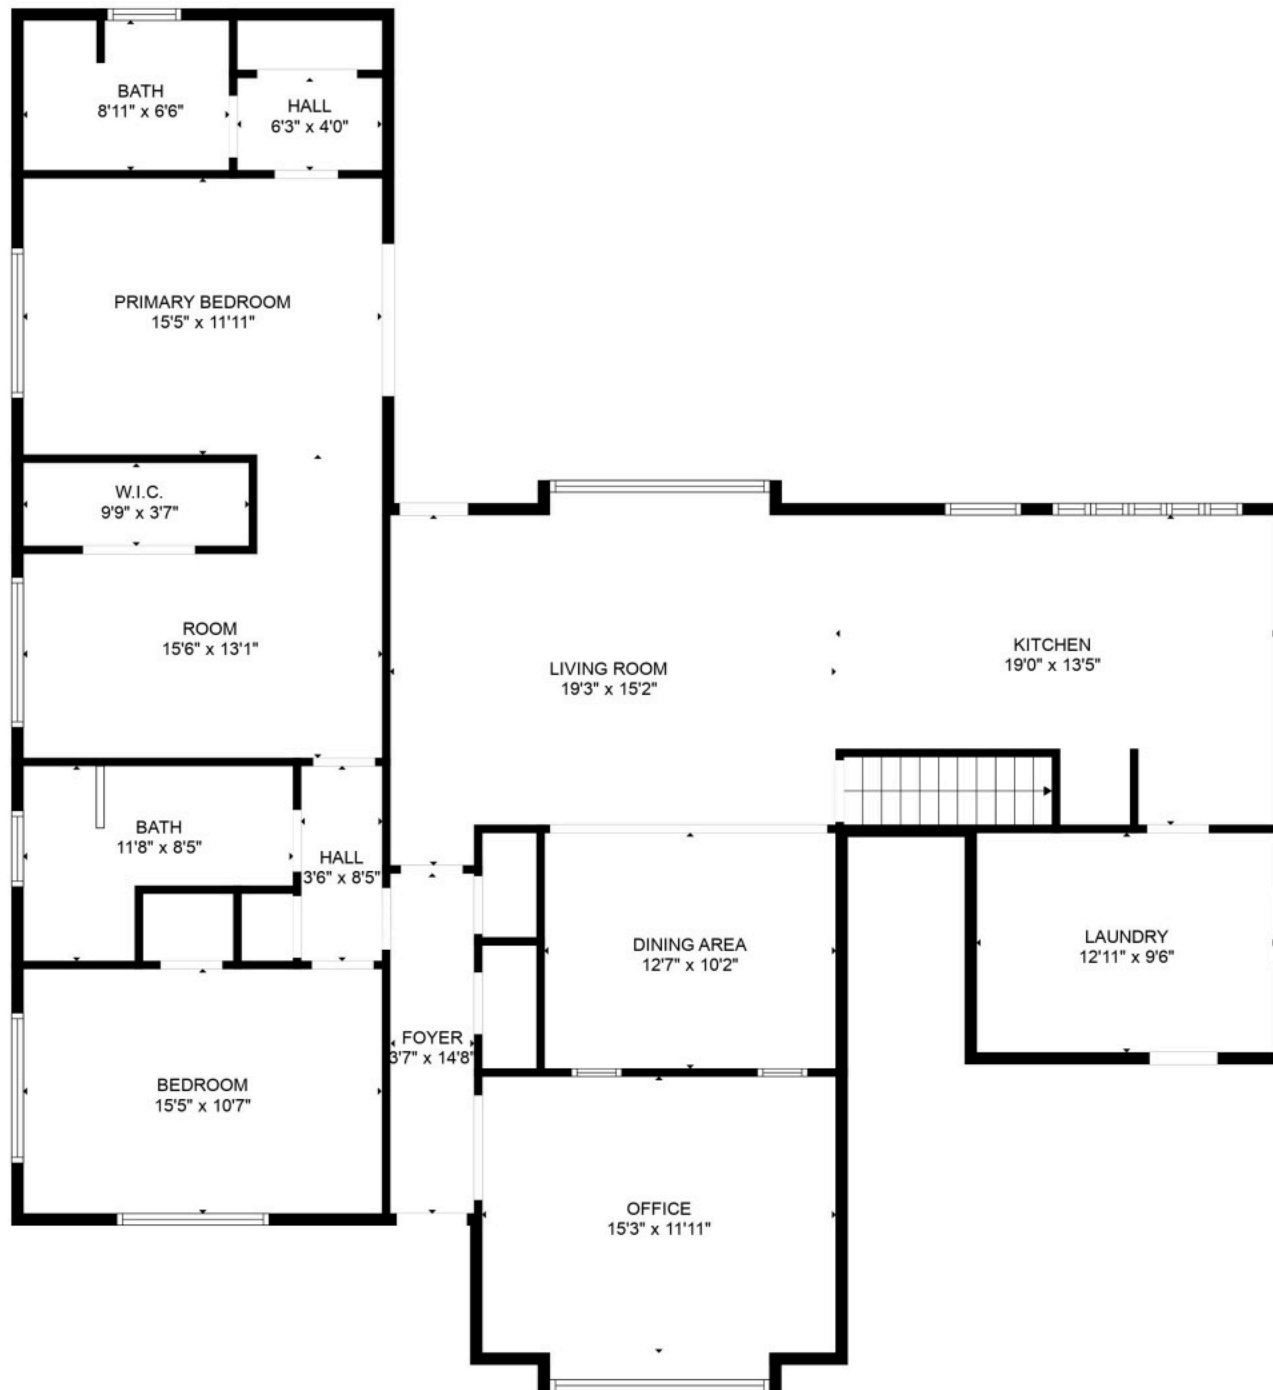 BATH
8'11" x 6'6"
HALL
6'3" x 4'0"
PRIMARY BEDROOM
15'5" x 11'11"
W.I.C.
9'9" x 3'7"
ROOM
15'6" x 13'1"
LIVING ROOM
19'3" x 15'2"
KITCHEN
19'0" x 13'5"
BATH
11'8" x 8'5"
HALL
3'6" x 8'5"
DINING AREA
12'7" x 10'2"
LAUNDRY
12'11" x 9'6"
FOYER
3'7" x 14'8"
BEDROOM
15'5" x 10'7"
OFFICE
15'3" x 11'11"